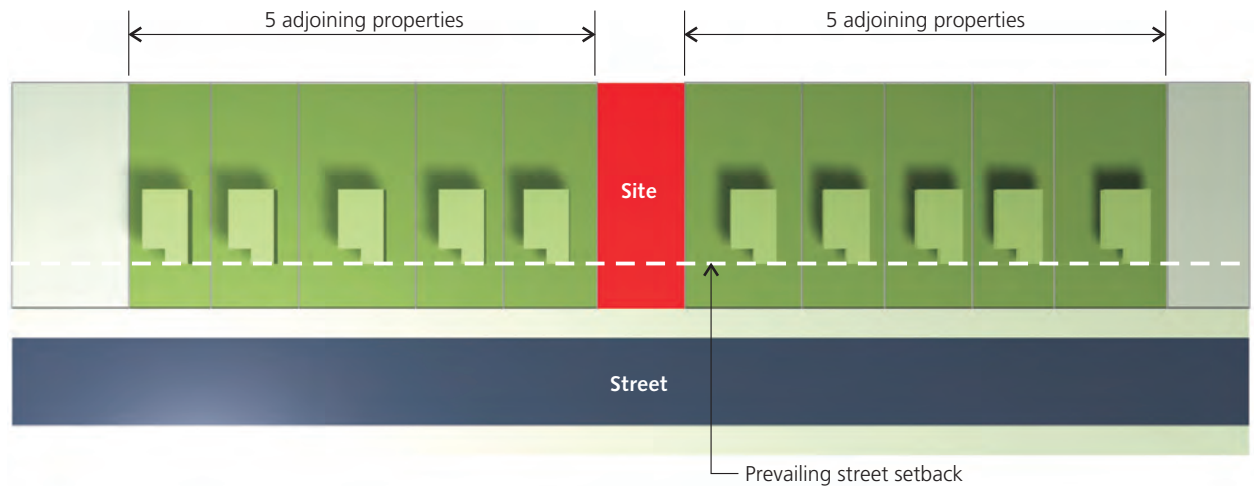 5 adjoining properties
5 adjoining properties
Site
Street
Prevailing street setback